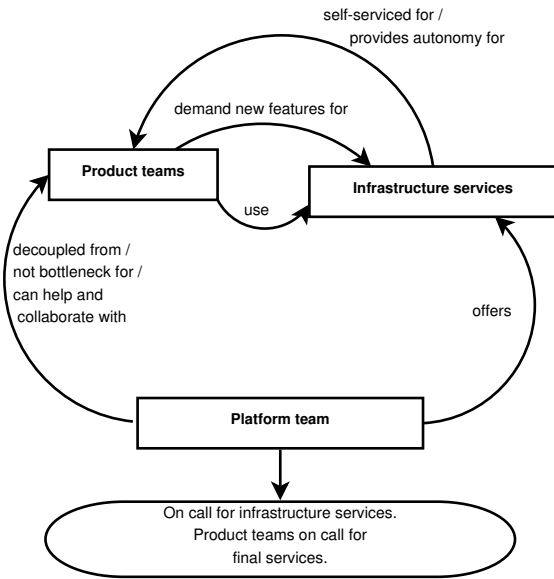 self-serviced for /
provides autonomy for
demand new features for
Product teams
Infrastructure services
use
decoupled from /
not bottleneck for /
can help and
collaborate with
offers
Platform team
On call for infrastructure services.
Product teams on call for
final services.